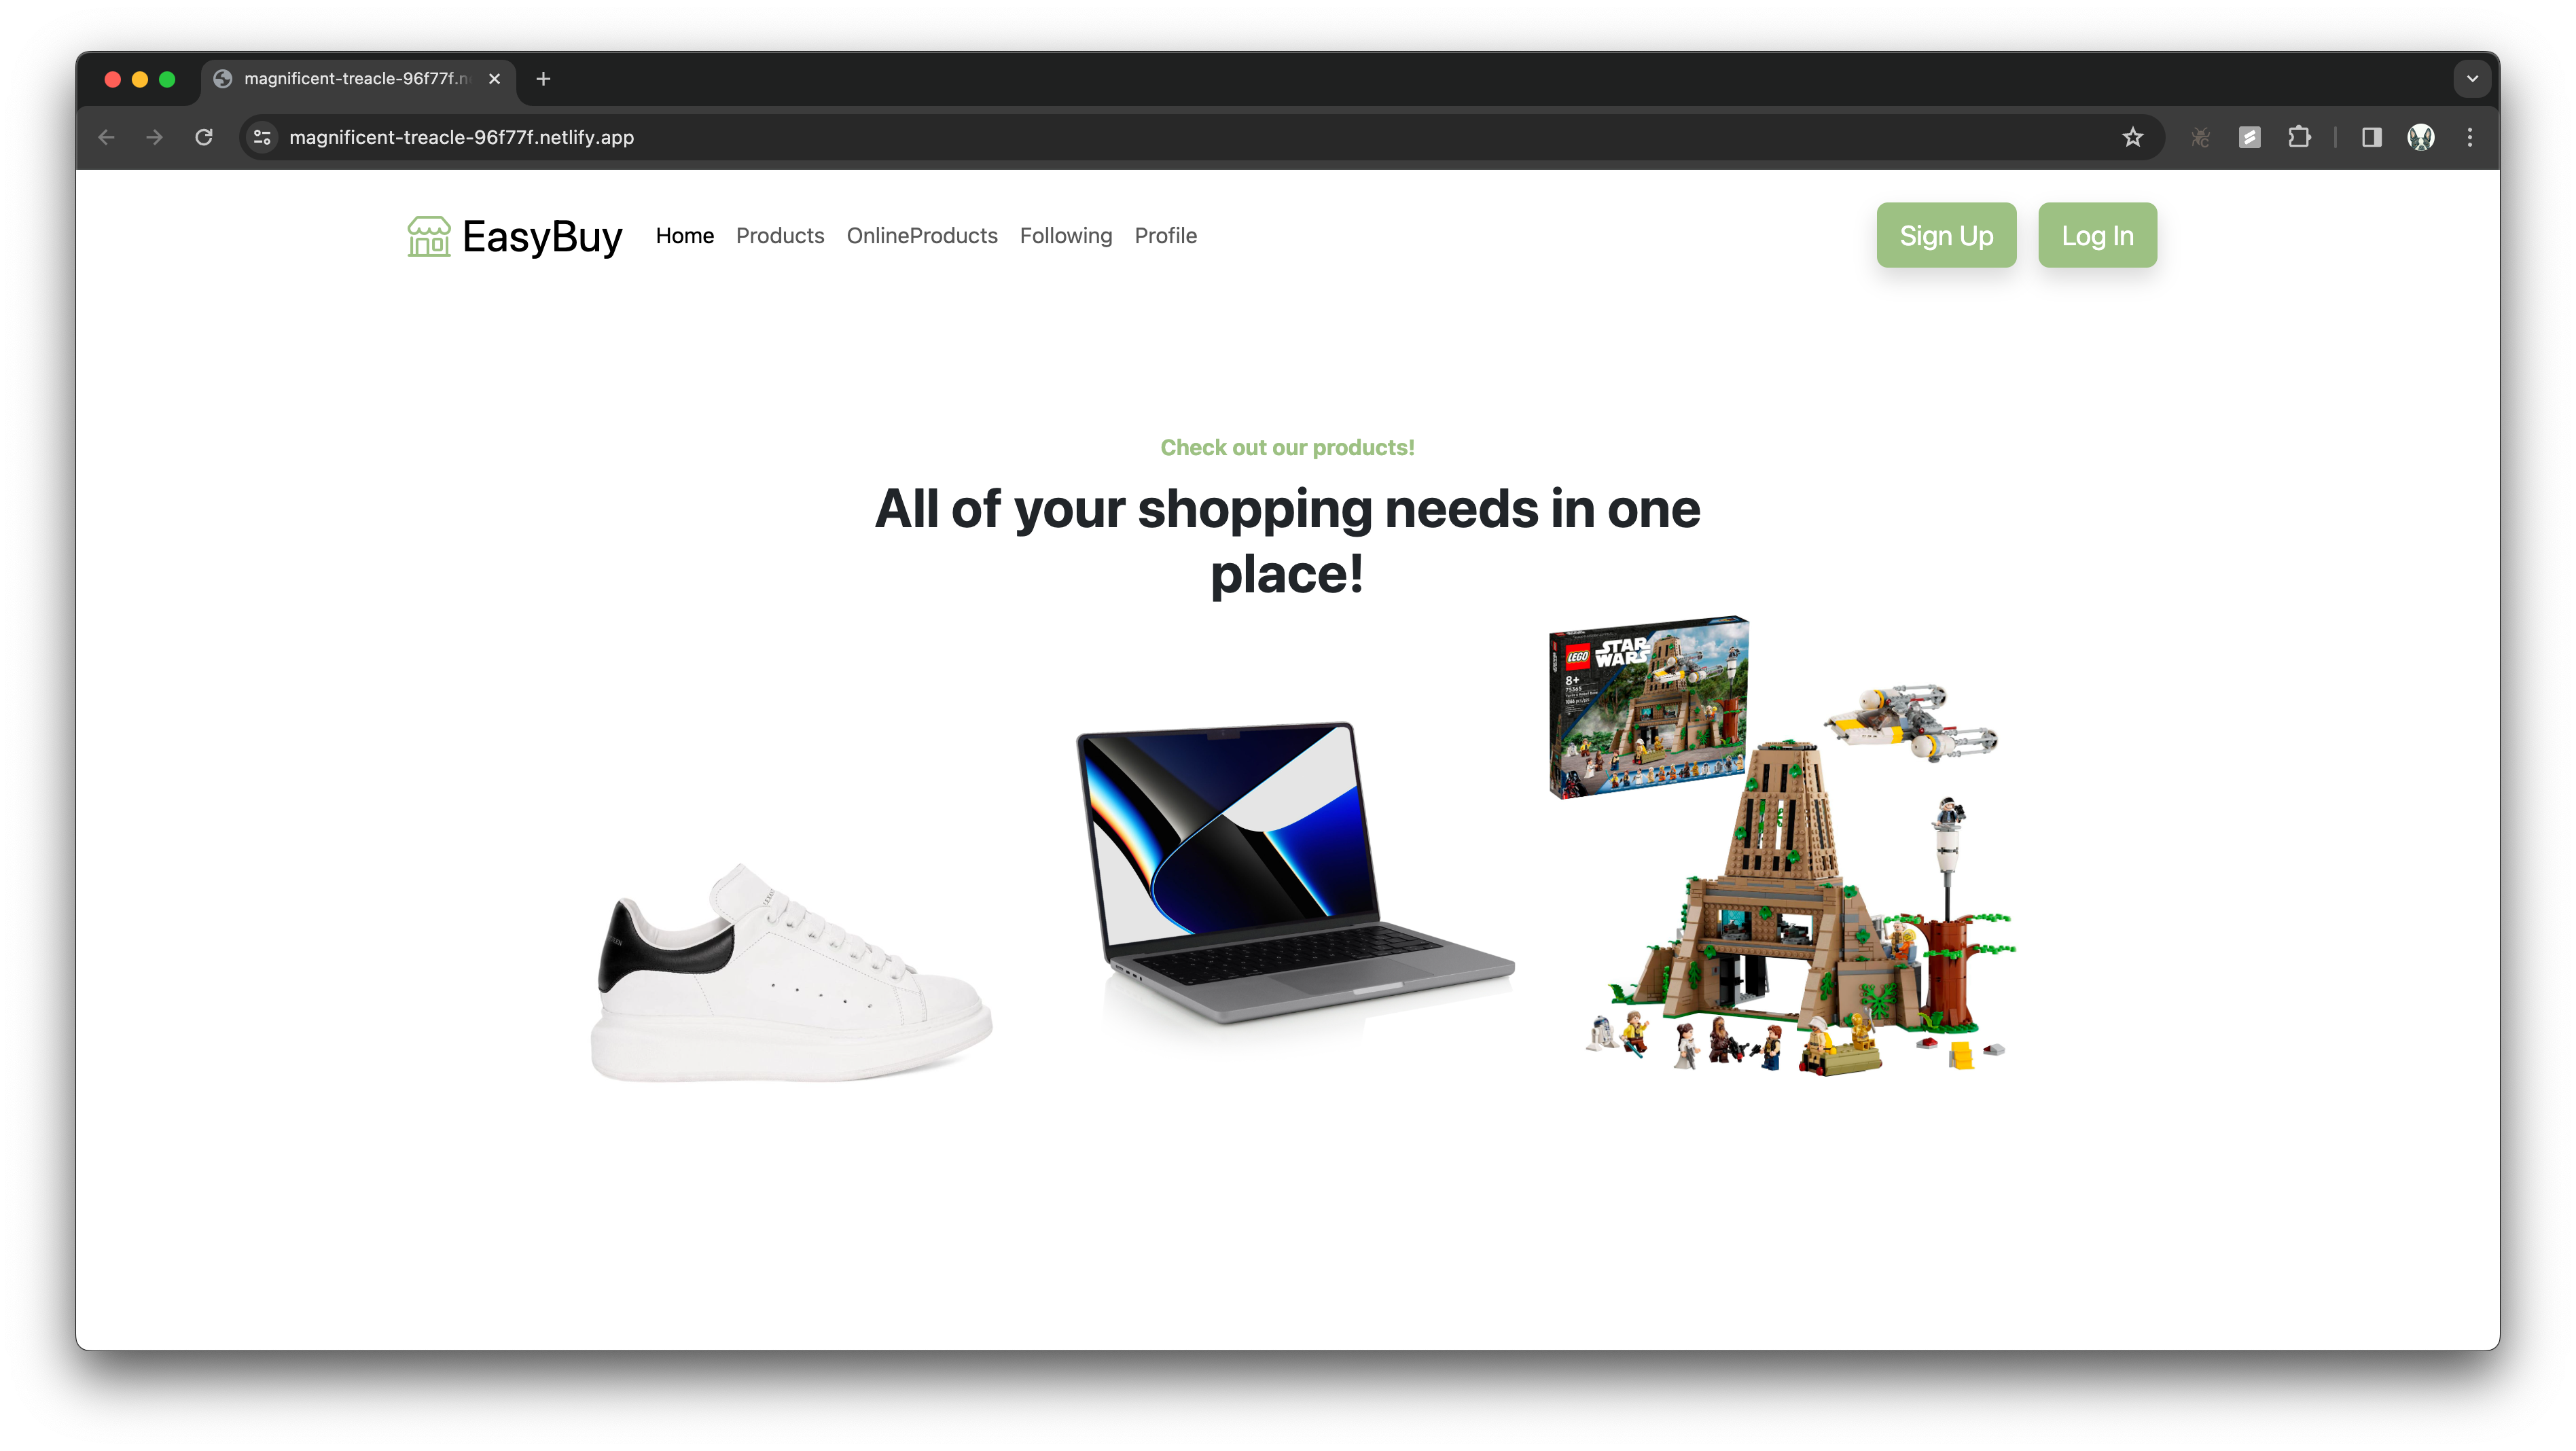 magnificent-treacle-96f77f.n
magnificent-treacle-96f77f.netlify.app
EasyBuy Home Products OnlineProducts Following Profile Sign Up Log In
Check out our products!
All of your shopping needs in one
place!
LEGO STAR WARS
8+
75365